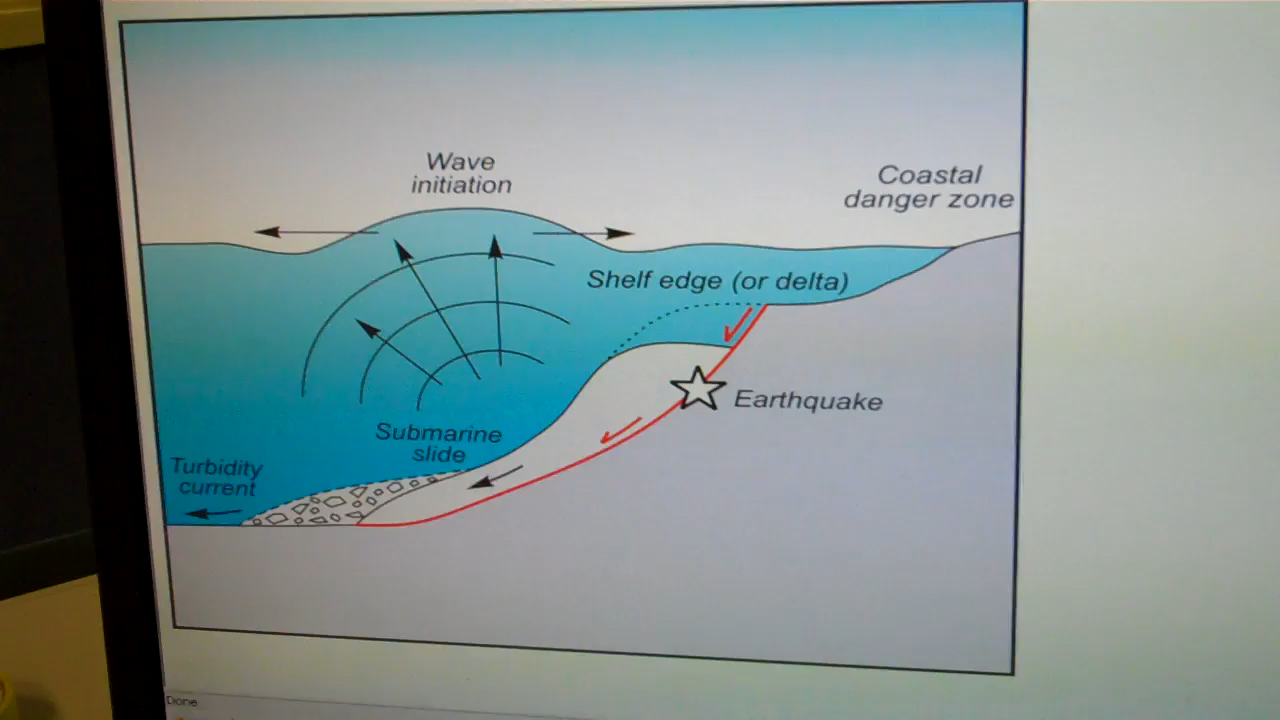 Wave
initiation
Coastal
danger zone
Shelf edge (or delta)
Earthquake
Submarine
slide
Turbidity
current
Done